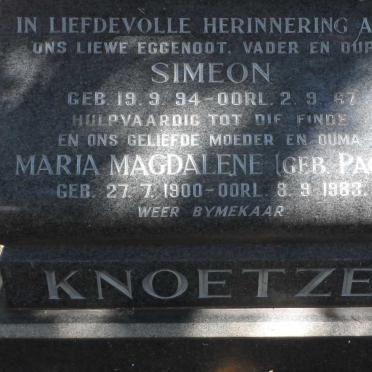 IN LIEFDEVOLLE HERINNERING A
ONS LIEWE EGGENOOT, VADER EN OUP
SIMEON
GEB. 19. 9. 94 - OORL. 2. 9. 67
HULPVAARDIG TOT DIE EINDE
EN ONS GELIEFDE MOEDER EN OUMA
MARIA MAGDALENE (GEB. PA
GEB. 27. 7. 1900 - OORL. 8. 9. 1983.
WEER BYMEKAAR
KNOETZE